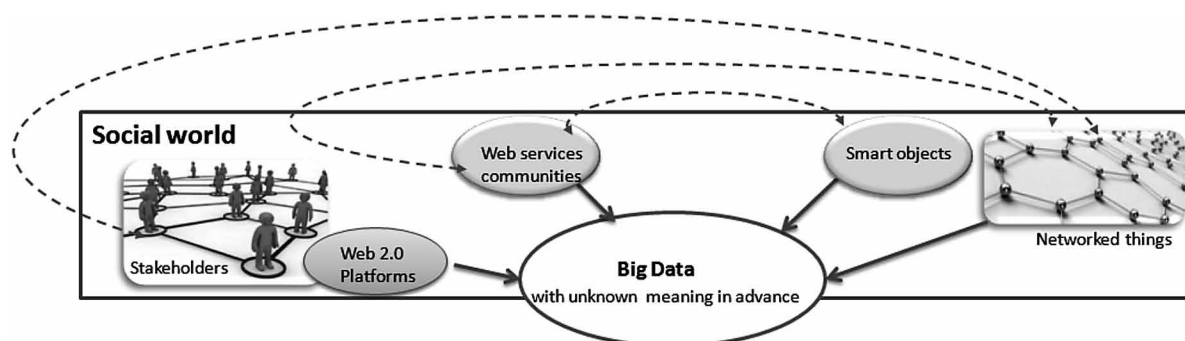 Social world
Web services
communities
Smart objects
Stakeholders
Web 2.0
Platforms
Networked things
Big Data
with unknown meaning in advance